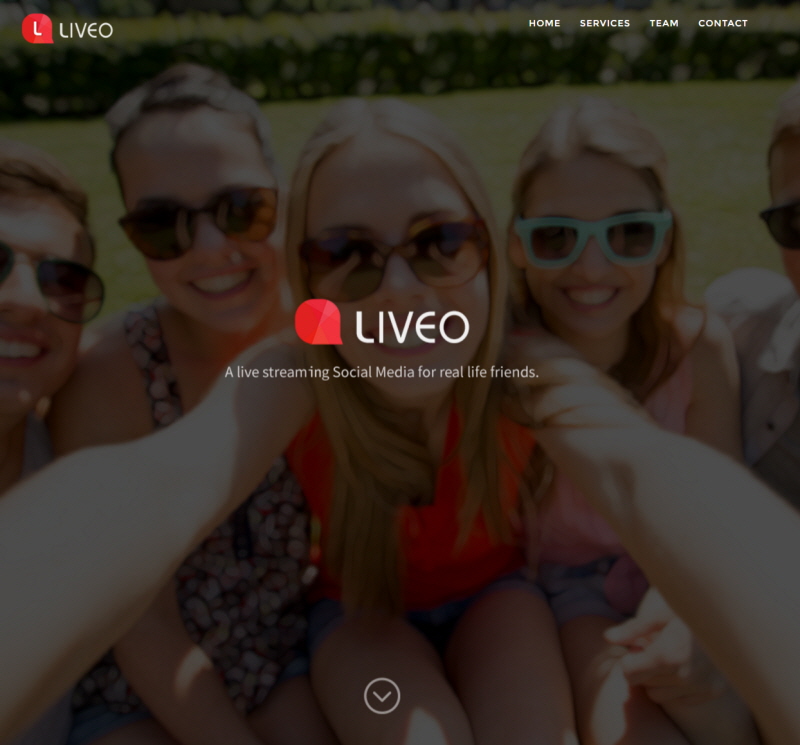 L LIVEO
HOME SERVICES TEAM CONTACT
LIVEO
A live streaming Social Media for real life friends.